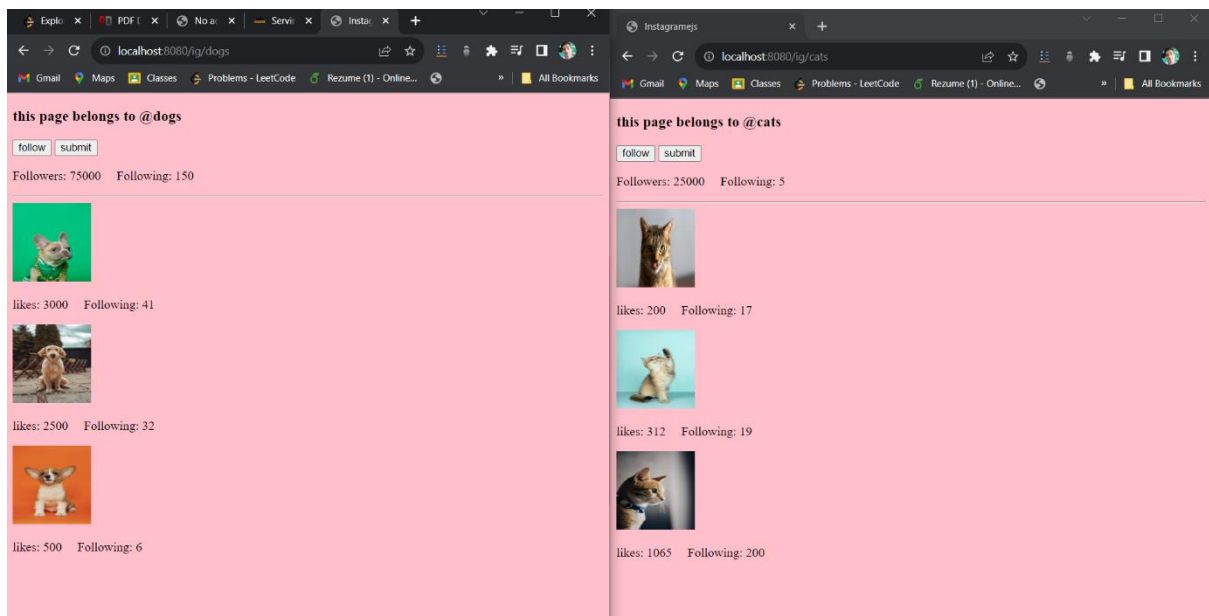 Explo
PDF D
No ac
Servic
Instag
localhost:8080/ig/dogs
Gmail Maps Classes Problems - LeetCode Rezume (1) - Online... » All Bookmarks
this page belongs to @dogs
follow submit
Followers: 75000 Following: 150
likes: 3000 Following: 41
likes: 2500 Following: 32
likes: 500 Following: 6
Instagramejs
localhost:8080/ig/cats
Gmail Maps Classes Problems - LeetCode Rezume (1) - Online... » All Bookmarks
this page belongs to @cats
follow submit
Followers: 25000 Following: 5
likes: 200 Following: 17
likes: 312 Following: 19
likes: 1065 Following: 200